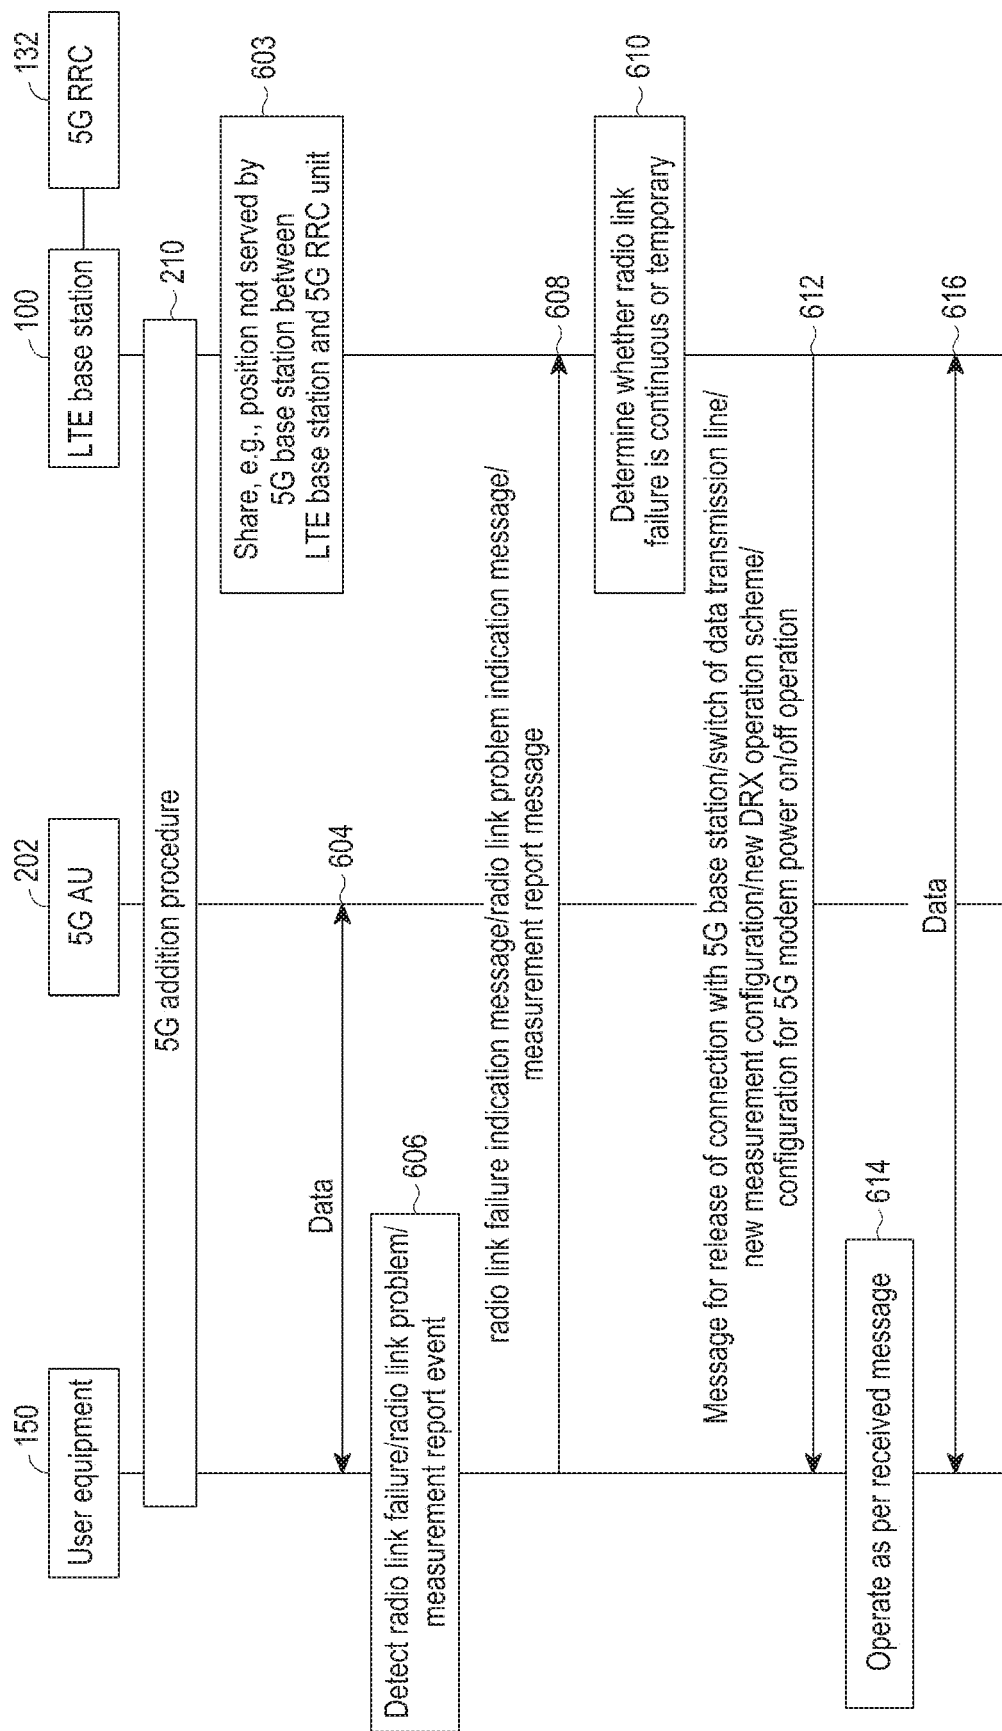 150
User equipment
202
5G AU
100
LTE base station
132
5G RRC
210
5G addition procedure
603
Share, e.g., position not served by
5G base station between
LTE base station and 5G RRC unit
Data
604
606
Detect radio link failure/radio link problem/
measurement report event
radio link failure indication message/radio link problem indication message/
measurement report message
608
610
Determine whether radio link
failure is continuous or temporary
Message for release of connection with 5G base station/switch of data transmission line/
new measurement configuration/new DRX operation scheme/
configuration for 5G modem power on/off operation
612
614
Operate as per received message
Data
616